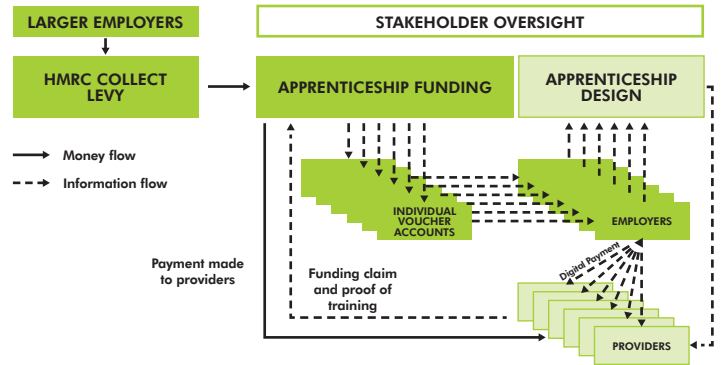 LARGER EMPLOYERS
STAKEHOLDER OVERSIGHT
HMRC COLLECT
LEVY
APPRENTICESHIP FUNDING
APPRENTICESHIP
DESIGN
Money flow
Information flow
INDIVIDUAL
VOUCHER
ACCOUNTS
EMPLOYERS
Payment made
to providers
Funding claim
and proof of
training
Digital Payment
PROVIDERS